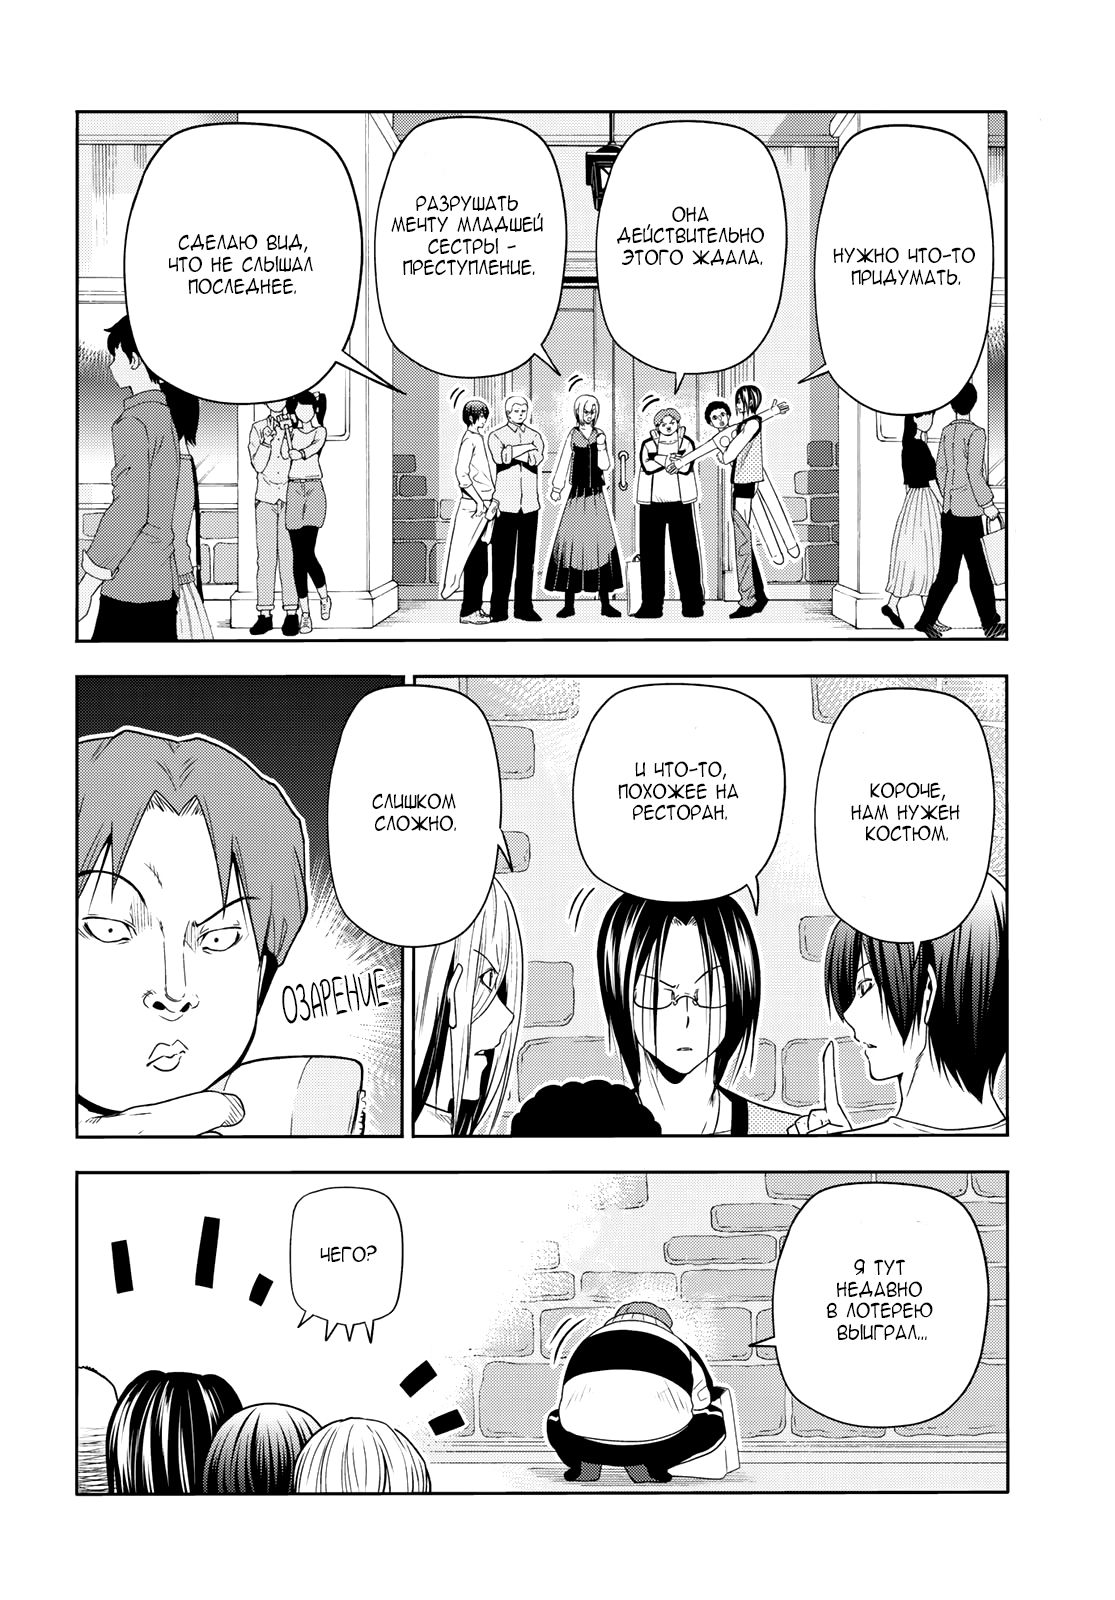 НУЖНО ЧТО-ТО
ПРИДУМАТЬ.
ОНА
ДЕЙСТВИТЕЛЬНО
ЭТОГО ЖДАЛА.
РАЗРУШАТЬ
МЕЧТУ МЛАДШЕЙ
СЕСТРЫ -
ПРЕСТУПЛЕНИЕ.
СДЕЛАЮ ВИД,
ЧТО НЕ СЛЫШАЛ
ПОСЛЕДНЕЕ.
КОРОЧЕ,
НАМ НУЖЕН
КОСТЮМ.
И ЧТО-ТО,
ПОХОЖЕЕ НА
РЕСТОРАН.
СЛИШКОМ
СЛОЖНО.
ОЗАРЕНИЕ
Я ТУТ
НЕДАВНО
В ЛОТЕРЕЮ
ВЫИГРАЛ...
ЧЕГО?